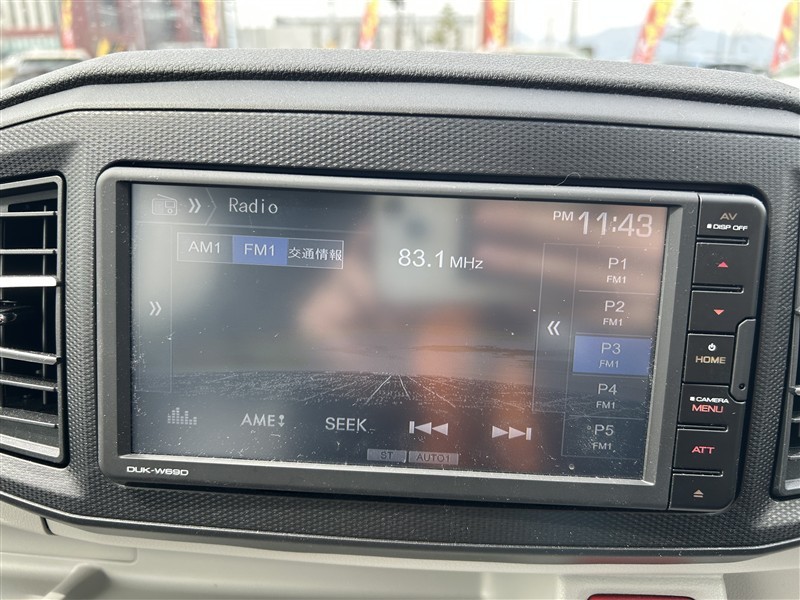 Radio
PM 11:43
AM1 FM1 交通情報
83.1 MHz
P1
FM1
P2
FM1
P3
FM1
P4
FM1
P5
FM1
AME
SEEK
ST AUTO1
DUK-W69D
AV
DISP OFF
HOME
CAMERA
MENU
ATT